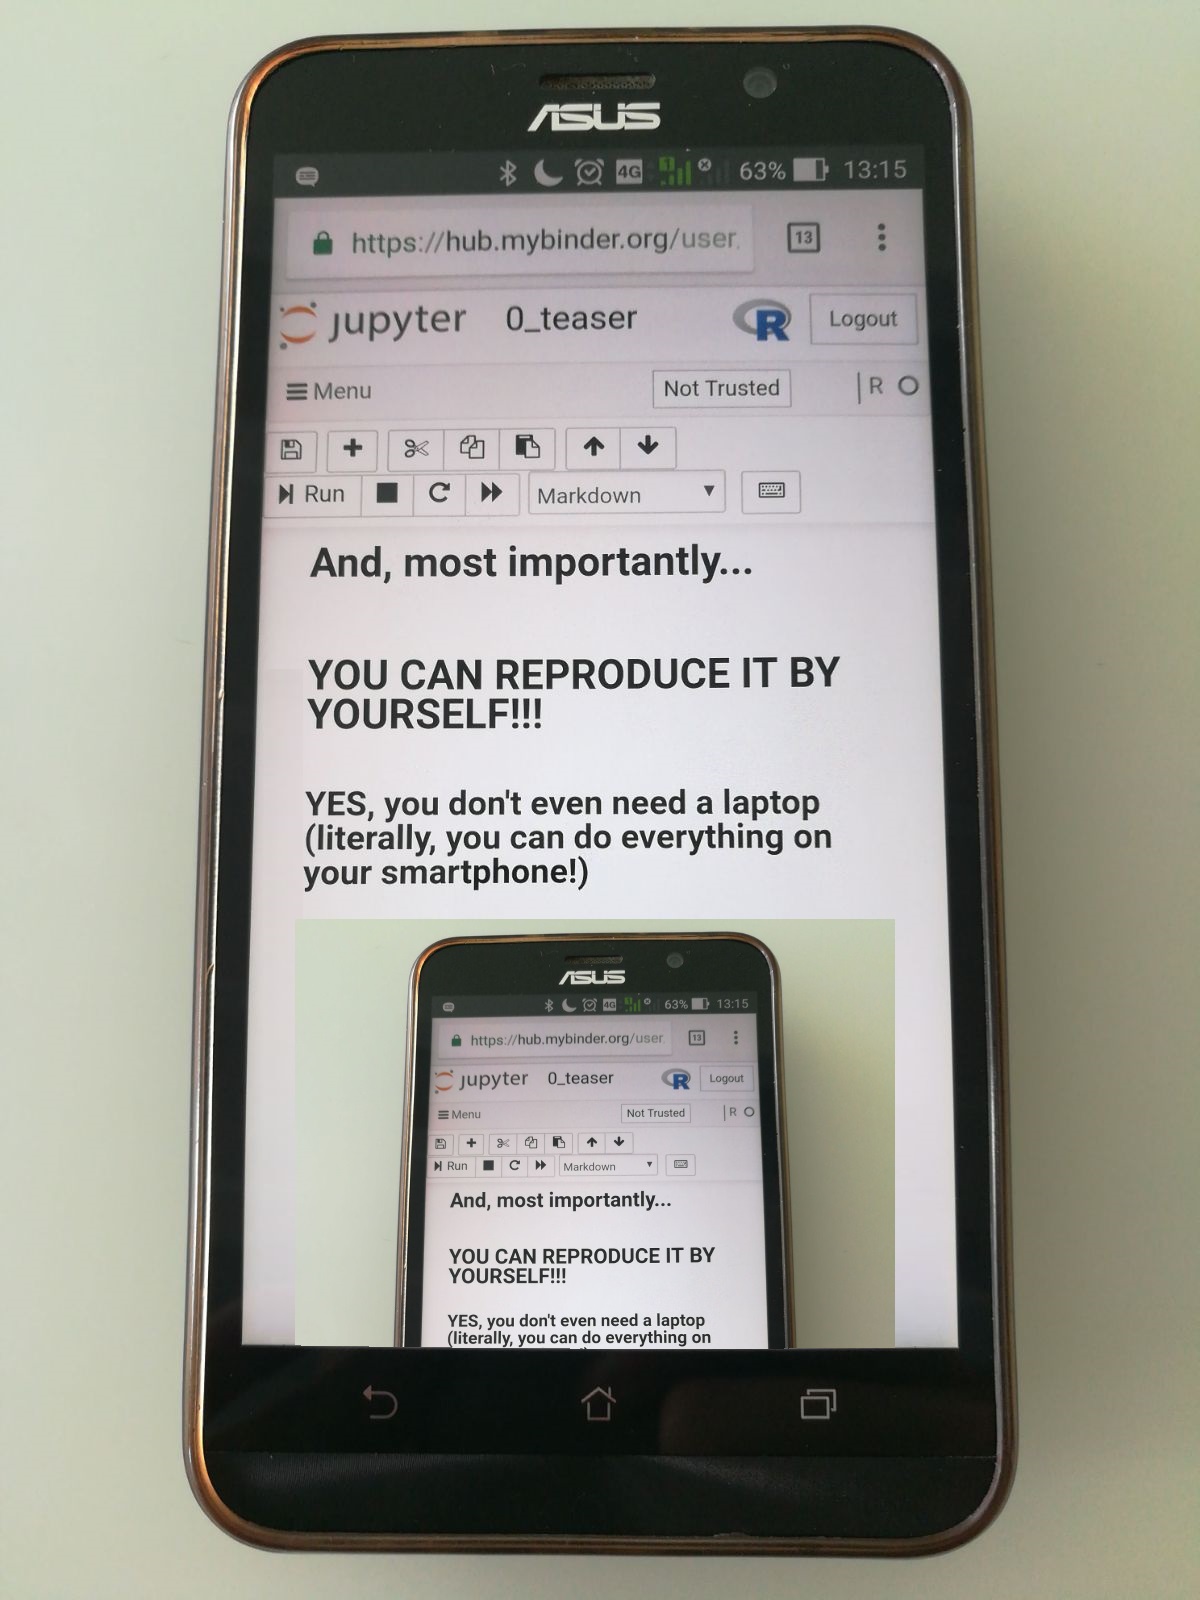 ASUS
4G 1 63% 13:15
https://hub.mybinder.org/user 13
jupyter 0_teaser R Logout
Menu Not Trusted R
Run Markdown
And, most importantly...
YOU CAN REPRODUCE IT BY
YOURSELF!!!
YES, you don't even need a laptop
(literally, you can do everything on
your smartphone!)
ASUS
4G 63% 13:15
https://hub.mybinder.org/user 13
jupyter 0_teaser R Logout
Menu Not Trusted R
Run Markdown
And, most importantly...
YOU CAN REPRODUCE IT BY
YOURSELF!!!
YES, you don't even need a laptop
(literally, you can do everything on